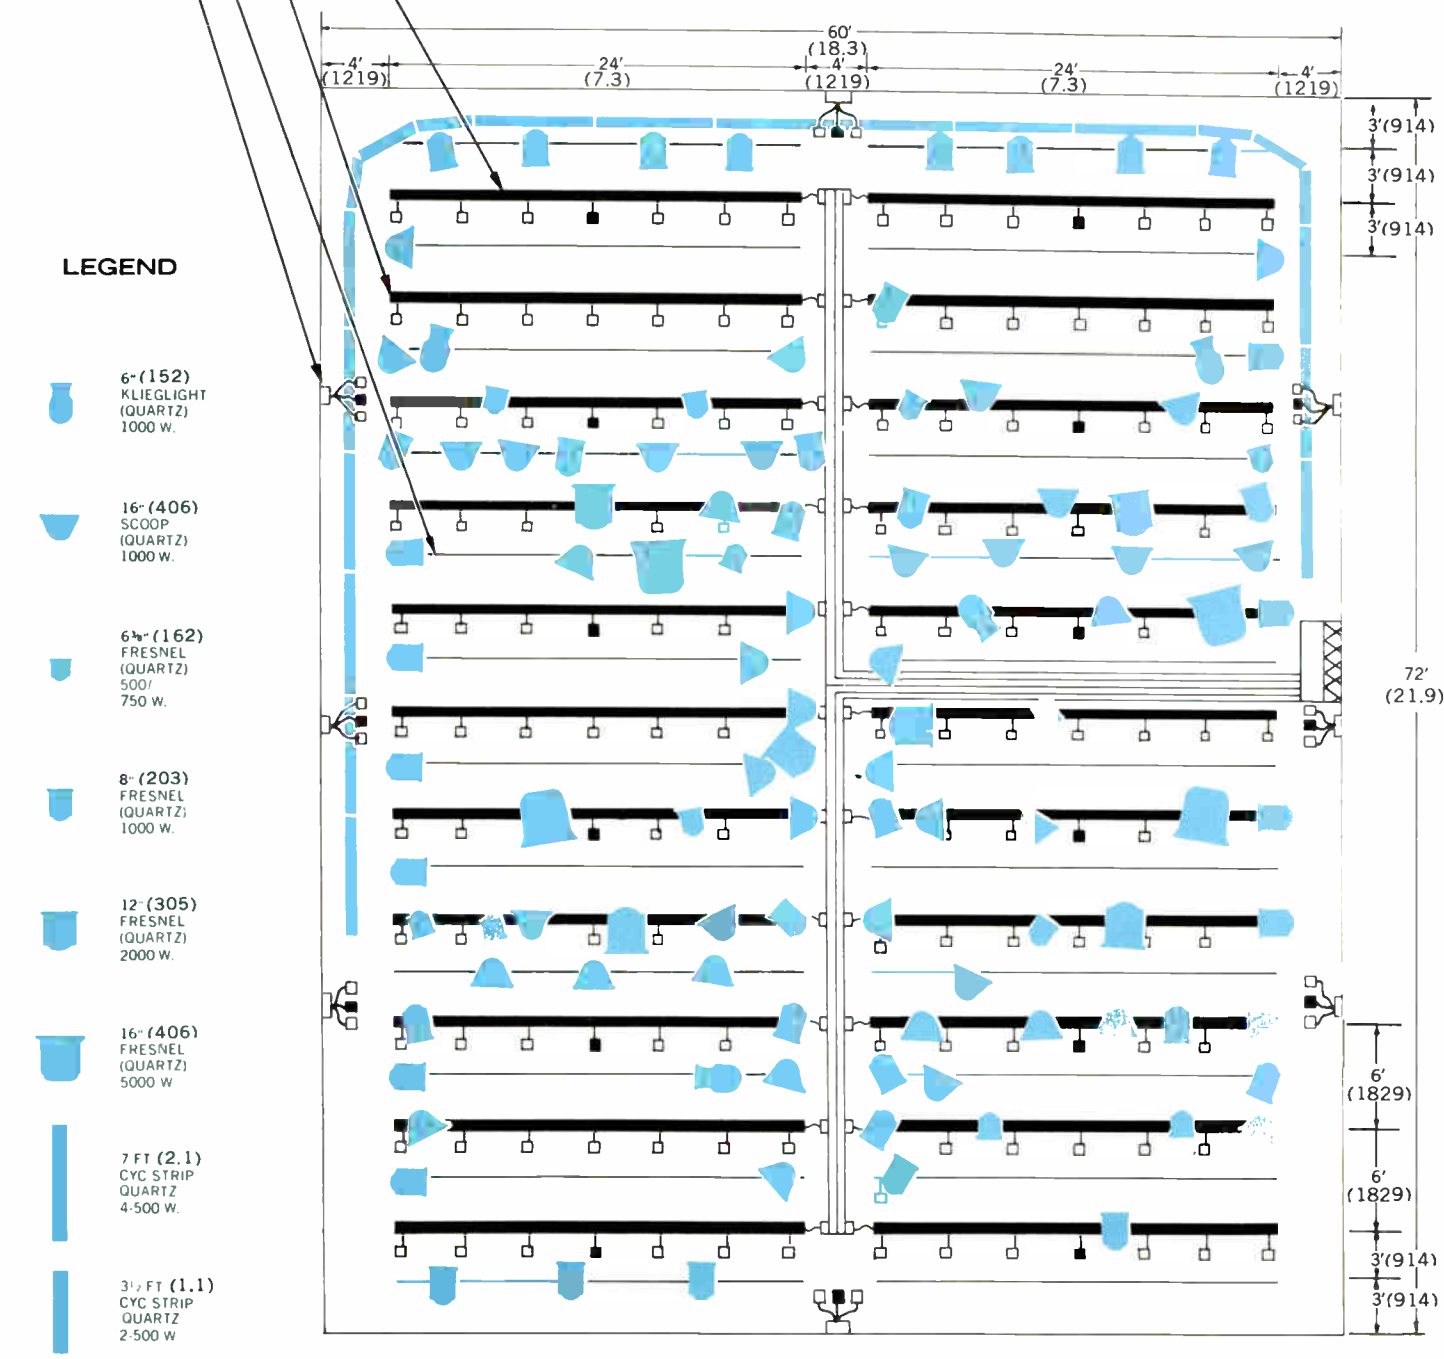 60'
(18.3)
4'
(1219)
24'
(7.3)
4'
(1219)
24'
(7.3)
4'
(1219)
3'(914)
3'(914)
3'(914)
LEGEND
6"(152)
KLIEGLIGHT
(QUARTZ)
1000 W.
16"(406)
SCOOP
(QUARTZ)
1000 W.
6⅜"(162)
FRESNEL
(QUARTZ)
500/
750 W.
8"(203)
FRESNEL
(QUARTZ)
1000 W.
12"(305)
FRESNEL
(QUARTZ)
2000 W.
16"(406)
FRESNEL
(QUARTZ)
5000 W
7 FT (2.1)
CYC STRIP
QUARTZ
4-500 W.
3½ FT (1.1)
CYC STRIP
QUARTZ
2-500 W
72'
(21.9)
6'
(1829)
6'
(1829)
3'(914)
3'(914)